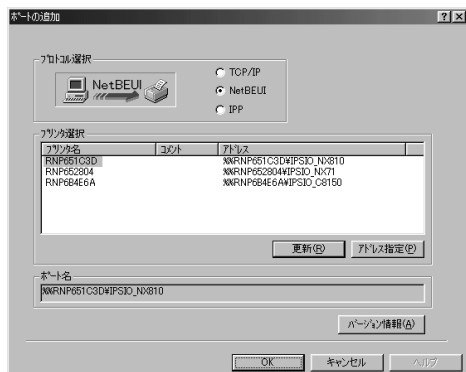 ﾎﾟｰﾄの追加
ﾌﾟﾛﾄｺﾙ選択
NetBEUI
TCP/IP
NetBEUI
IPP
ﾌﾟﾘﾝﾀ選択
ﾌﾟﾘﾝﾀ名 ｺﾒﾝﾄ ｱﾄﾞﾚｽ
RNP651C3D %%RNP651C3D¥IPSIO_NX810
RNP652804 %%RNP652804¥IPSIO_NX71
RNP6B4E6A %%RNP6B4E6A¥IPSIO_C8150
更新(R) ｱﾄﾞﾚｽ指定(P)
ﾎﾟｰﾄ名
%%RNP651C3D¥IPSIO_NX810
ﾊﾞｰｼﾞｮﾝ情報(A)
OK ｷｬﾝｾﾙ ﾍﾙﾌﾟ